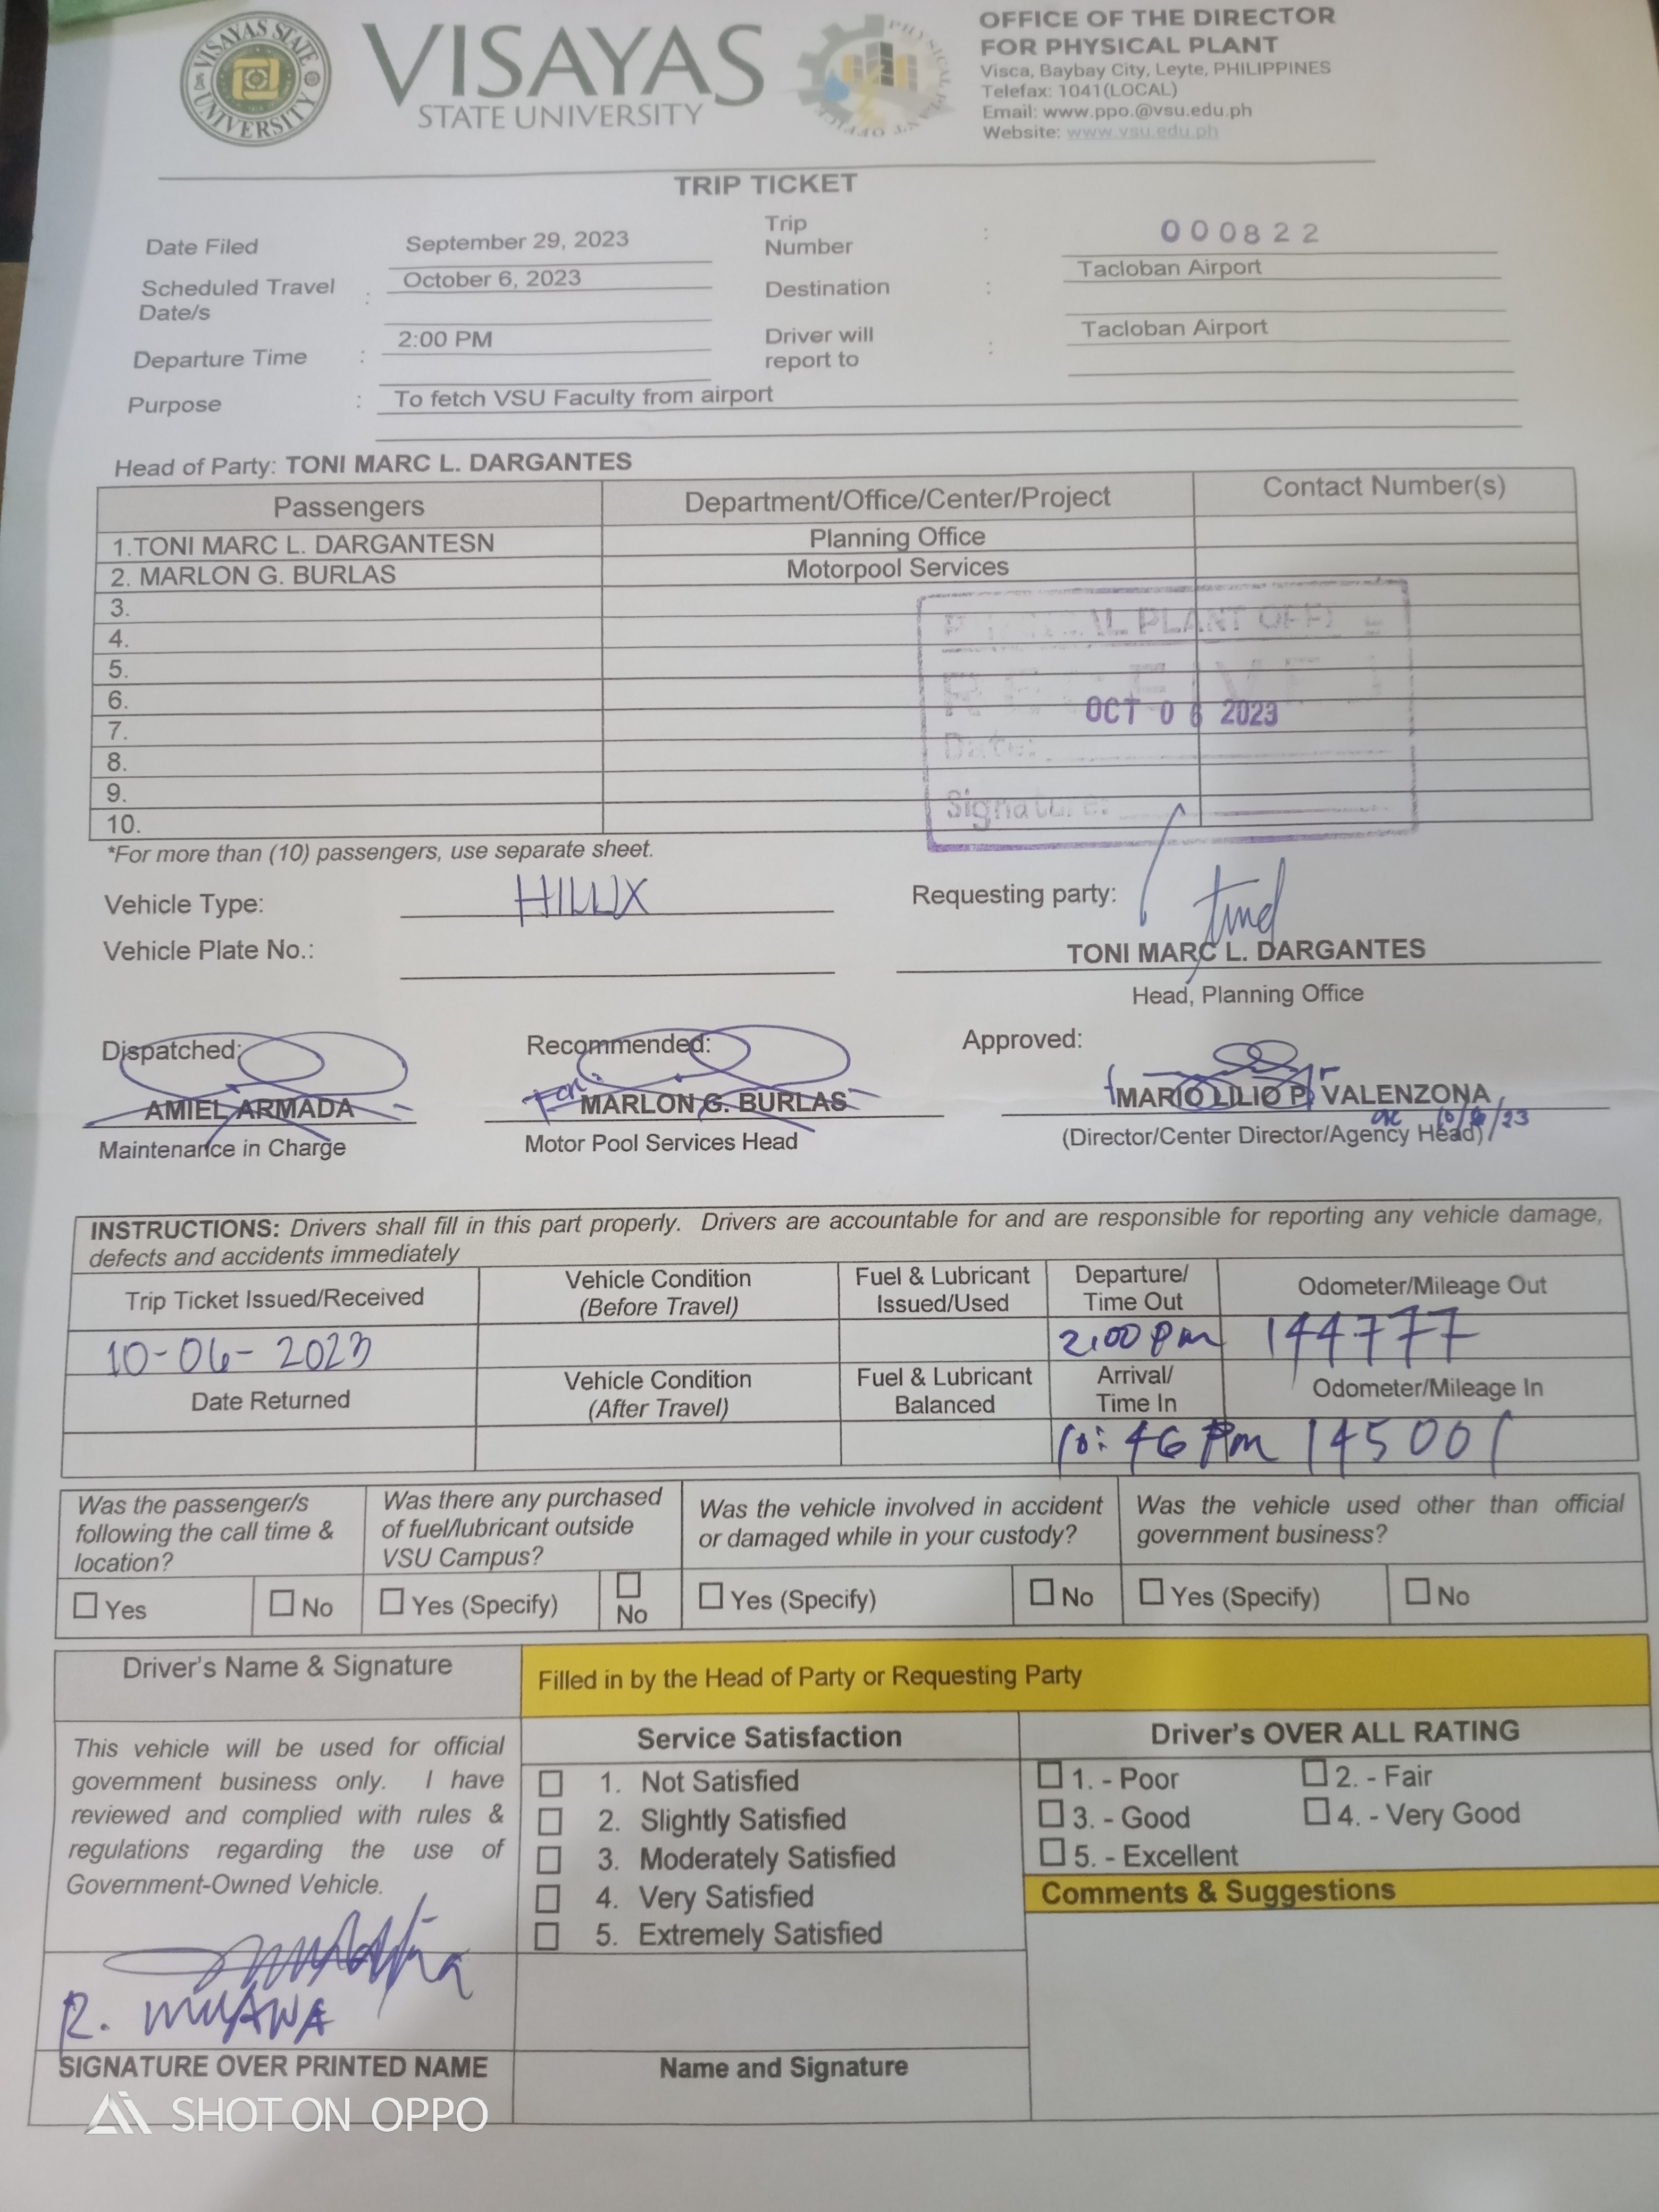 VISAYAS STATE UNIVERSITY
VISAYAS
STATE UNIVERSITY
PHYSICAL PLANT OFFICE
OFFICE OF THE DIRECTOR
FOR PHYSICAL PLANT
Visca, Baybay City, Leyte, PHILIPPINES
Telefax: 1041(LOCAL)
Email: www.ppo.@vsu.edu.ph
Website: www.vsu.edu.ph
TRIP TICKET
Date Filed September 29, 2023 Trip Number : 000822
Scheduled Travel Date/s : October 6, 2023 Destination : Tacloban Airport
Departure Time : 2:00 PM Driver will report to : Tacloban Airport
Purpose : To fetch VSU Faculty from airport
Head of Party: TONI MARC L. DARGANTES
Passengers Department/Office/Center/Project Contact Number(s)
1.TONI MARC L. DARGANTESN Planning Office
2. MARLON G. BURLAS Motorpool Services
3.
4.
5.
6.
7.
8.
9.
10.
PLANT OFFI
OCT 06 2023
Date:
Signature:
*For more than (10) passengers, use separate sheet.
Vehicle Type: HILUX Requesting party:
Vehicle Plate No.: TONI MARC L. DARGANTES
Head, Planning Office
Dispatched: Recommended: Approved:
AMIEL ARMADA For: MARLON G. BURLAS MARIO LILIO P. VALENZONA
Maintenance in Charge Motor Pool Services Head (Director/Center Director/Agency Head)
INSTRUCTIONS: Drivers shall fill in this part properly. Drivers are accountable for and are responsible for reporting any vehicle damage,
defects and accidents immediately
Trip Ticket Issued/Received Vehicle Condition (Before Travel) Fuel & Lubricant Issued/Used Departure/ Time Out Odometer/Mileage Out
10-06-2023 2:00 pm 144777
Date Returned Vehicle Condition (After Travel) Fuel & Lubricant Balanced Arrival/ Time In Odometer/Mileage In
10:46 pm 145001
Was the passenger/s following the call time & location? Was there any purchased of fuel/lubricant outside VSU Campus? Was the vehicle involved in accident or damaged while in your custody? Was the vehicle used other than official government business?
Yes No Yes (Specify) No Yes (Specify) No Yes (Specify) No
Driver's Name & Signature Filled in by the Head of Party or Requesting Party
This vehicle will be used for official
government business only. I have
reviewed and complied with rules &
regulations regarding the use of
Government-Owned Vehicle.
Service Satisfaction
1. Not Satisfied
2. Slightly Satisfied
3. Moderately Satisfied
4. Very Satisfied
5. Extremely Satisfied
Driver's OVER ALL RATING
1. - Poor 2. - Fair
3. - Good 4. - Very Good
5. - Excellent
Comments & Suggestions
R.
SIGNATURE OVER PRINTED NAME Name and Signature
SHOT ON OPPO